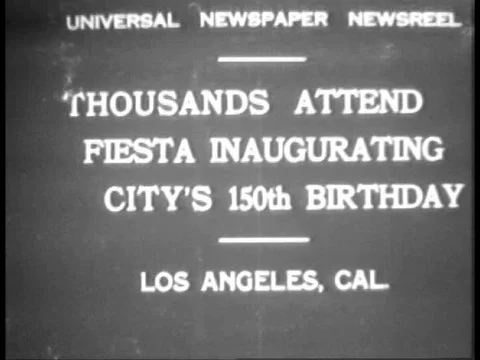 UNIVERSAL NEWSPAPER NEWSREEL
THOUSANDS ATTEND
FIESTA INAUGURATING
CITY'S 150th BIRTHDAY
LOS ANGELES, CAL.